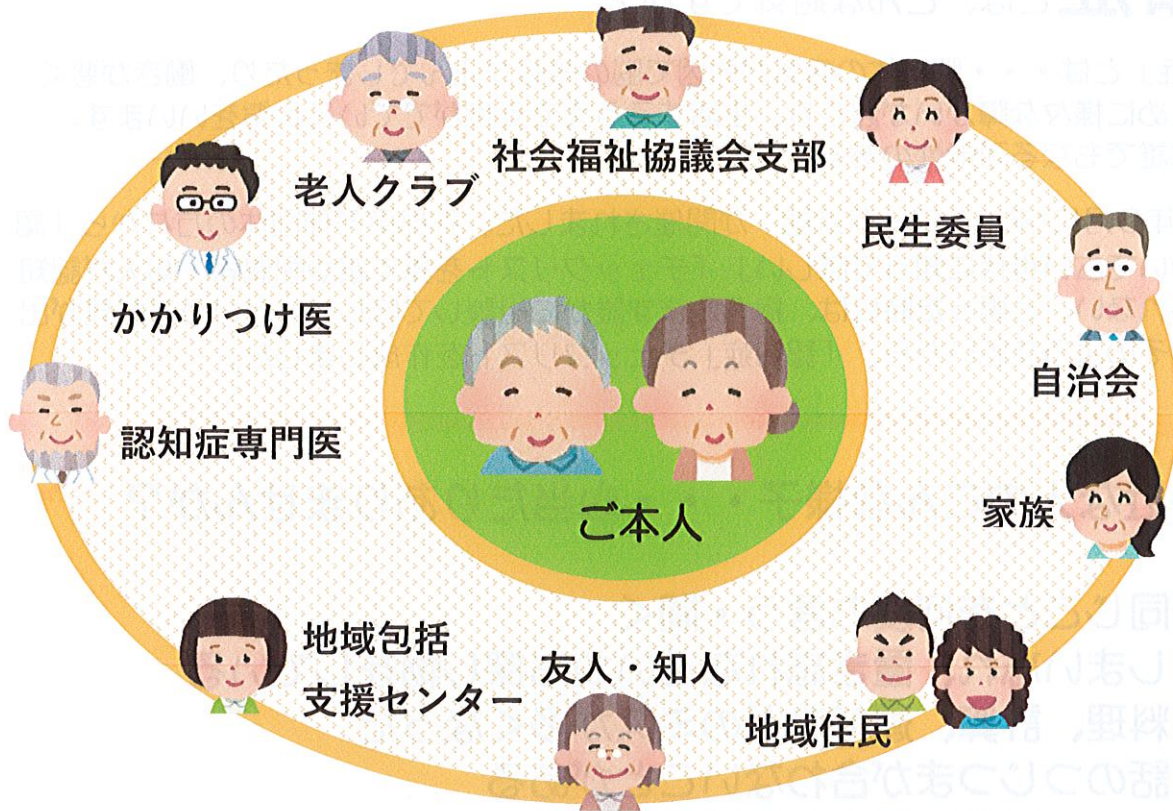 社会福祉協議会支部
老人クラブ
民生委員
かかりつけ医
自治会
認知症専門医
家族
ご本人
地域包括
支援センター
友人・知人
地域住民